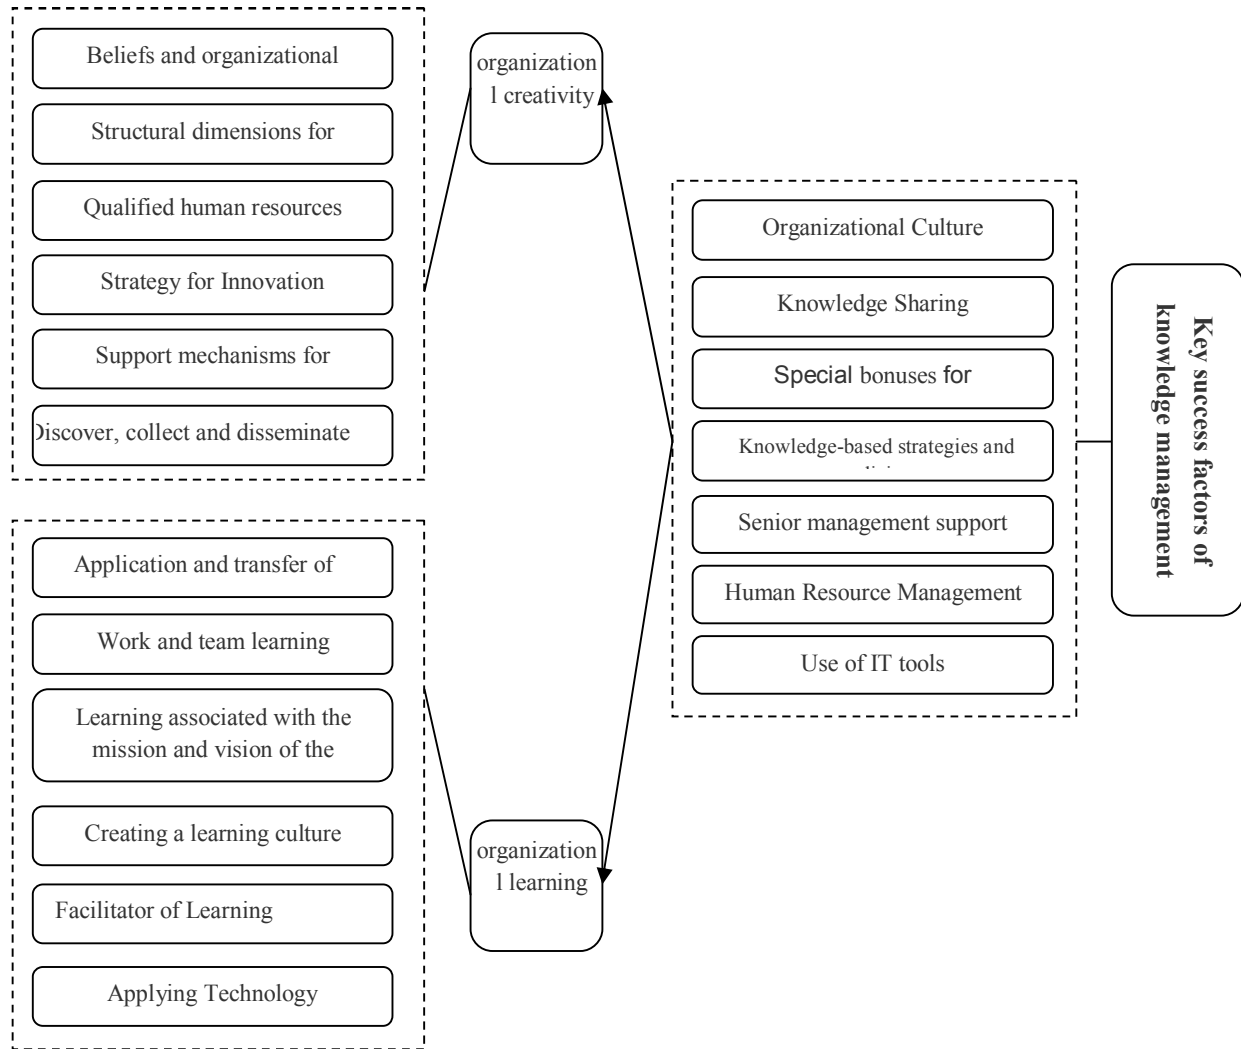 Beliefs and organizational
Structural dimensions for
Qualified human resources
Strategy for Innovation
Support mechanisms for
Discover, collect and disseminate
organization
l creativity
Application and transfer of
Work and team learning
Learning associated with the
mission and vision of the
Creating a learning culture
Facilitator of Learning
Applying Technology
organization
l learning
Organizational Culture
Knowledge Sharing
Special bonuses for
Knowledge-based strategies and
Senior management support
Human Resource Management
Use of IT tools
Key success factors of
knowledge management